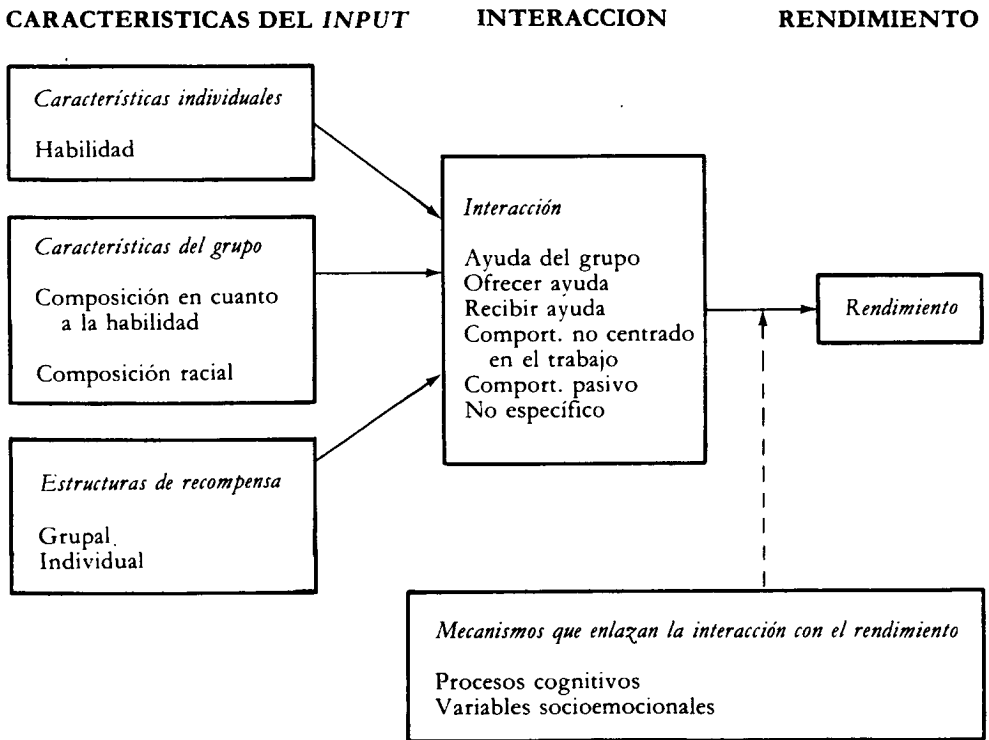 CARACTERISTICAS DEL INPUT
INTERACCION
RENDIMIENTO
Características individuales
Habilidad
Características del grupo
Composición en cuanto
a la habilidad
Composición racial
Estructuras de recompensa
Grupal
Individual
Interacción
Ayuda del grupo
Ofrecer ayuda
Recibir ayuda
Comport. no centrado
en el trabajo
Comport. pasivo
No específico
Rendimiento
Mecanismos que enlazan la interacción con el rendimiento
Procesos cognitivos
Variables socioemocionales